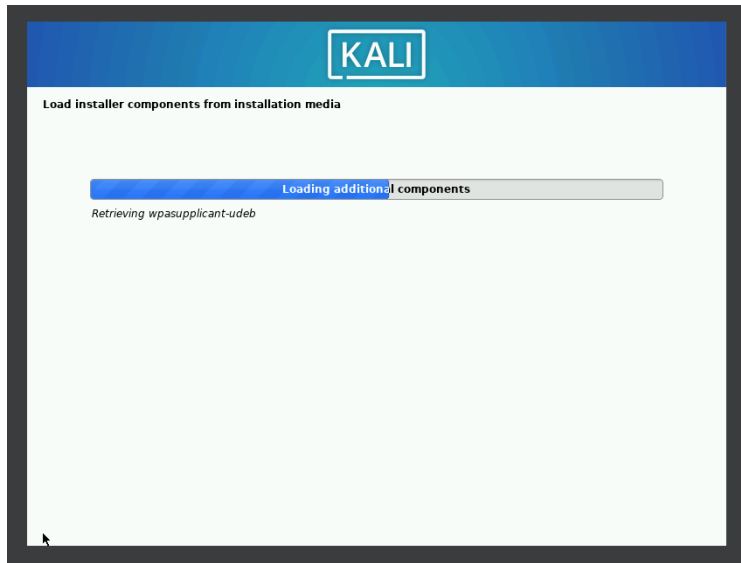 KALI
Load installer components from installation media
Loading additional components
Retrieving wpasupplicant-udeb